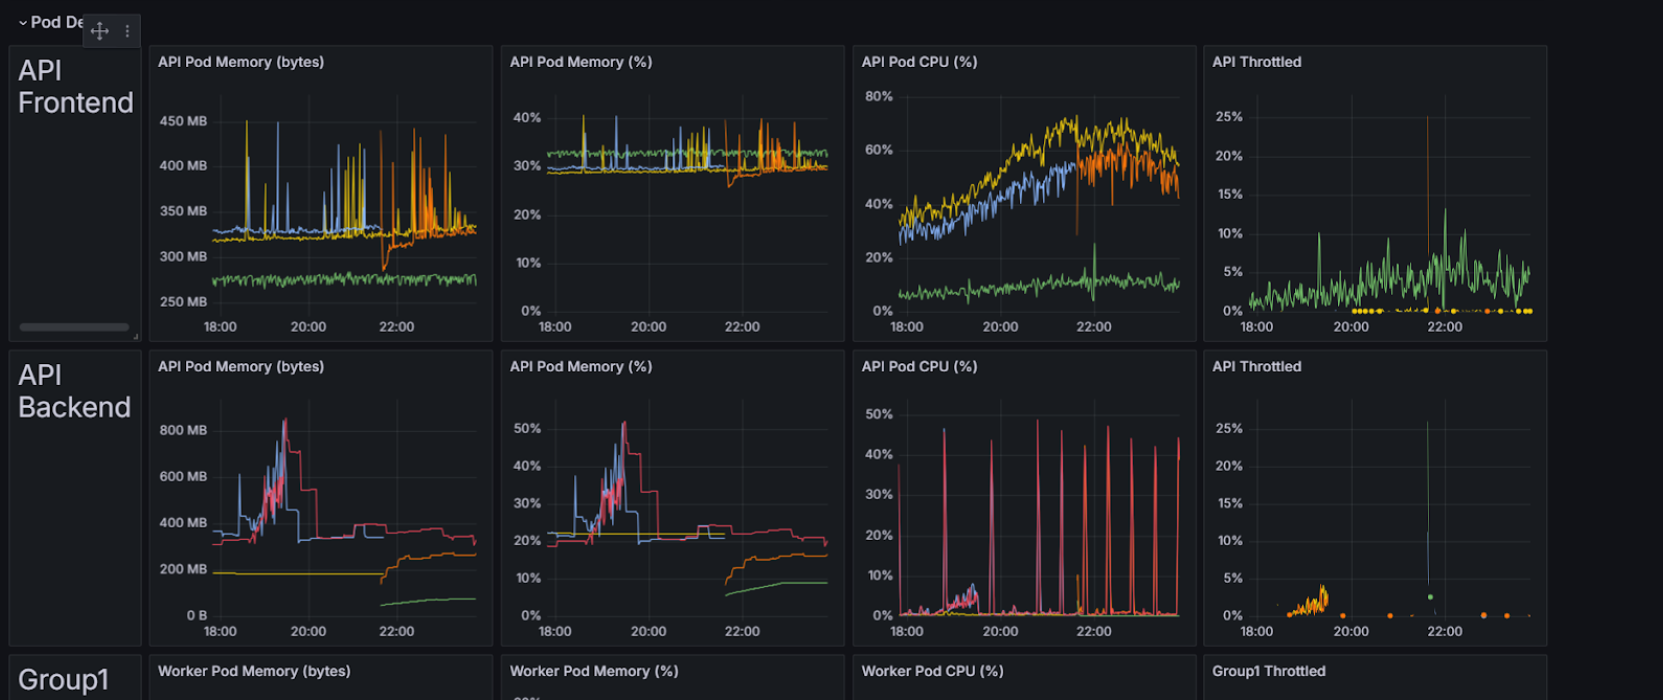 Pod De
API
Frontend
API Pod Memory (bytes)
450 MB
400 MB
350 MB
300 MB
250 MB
18:00 20:00 22:00
API Pod Memory (%)
40%
30%
20%
10%
0%
18:00 20:00 22:00
API Pod CPU (%)
80%
60%
40%
20%
0%
18:00 20:00 22:00
API Throttled
25%
20%
15%
10%
5%
0%
18:00 20:00 22:00
API
Backend
API Pod Memory (bytes)
800 MB
600 MB
400 MB
200 MB
0 B
18:00 20:00 22:00
API Pod Memory (%)
50%
40%
30%
20%
10%
0%
18:00 20:00 22:00
API Pod CPU (%)
50%
40%
30%
20%
10%
0%
18:00 20:00 22:00
API Throttled
25%
20%
15%
10%
5%
0%
18:00 20:00 22:00
Group1
Worker Pod Memory (bytes)
Worker Pod Memory (%)
Worker Pod CPU (%)
Group1 Throttled